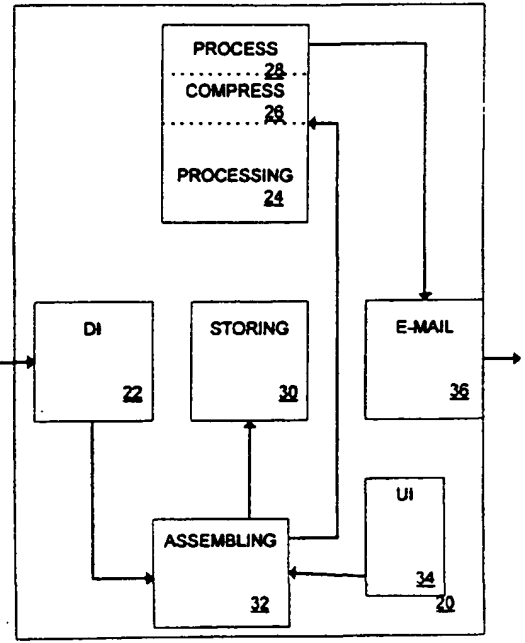 PROCESS
28
COMPRESS
26
PROCESSING
24
DI
22
STORING
30
E-MAIL
36
ASSEMBLING
32
UI
34
20